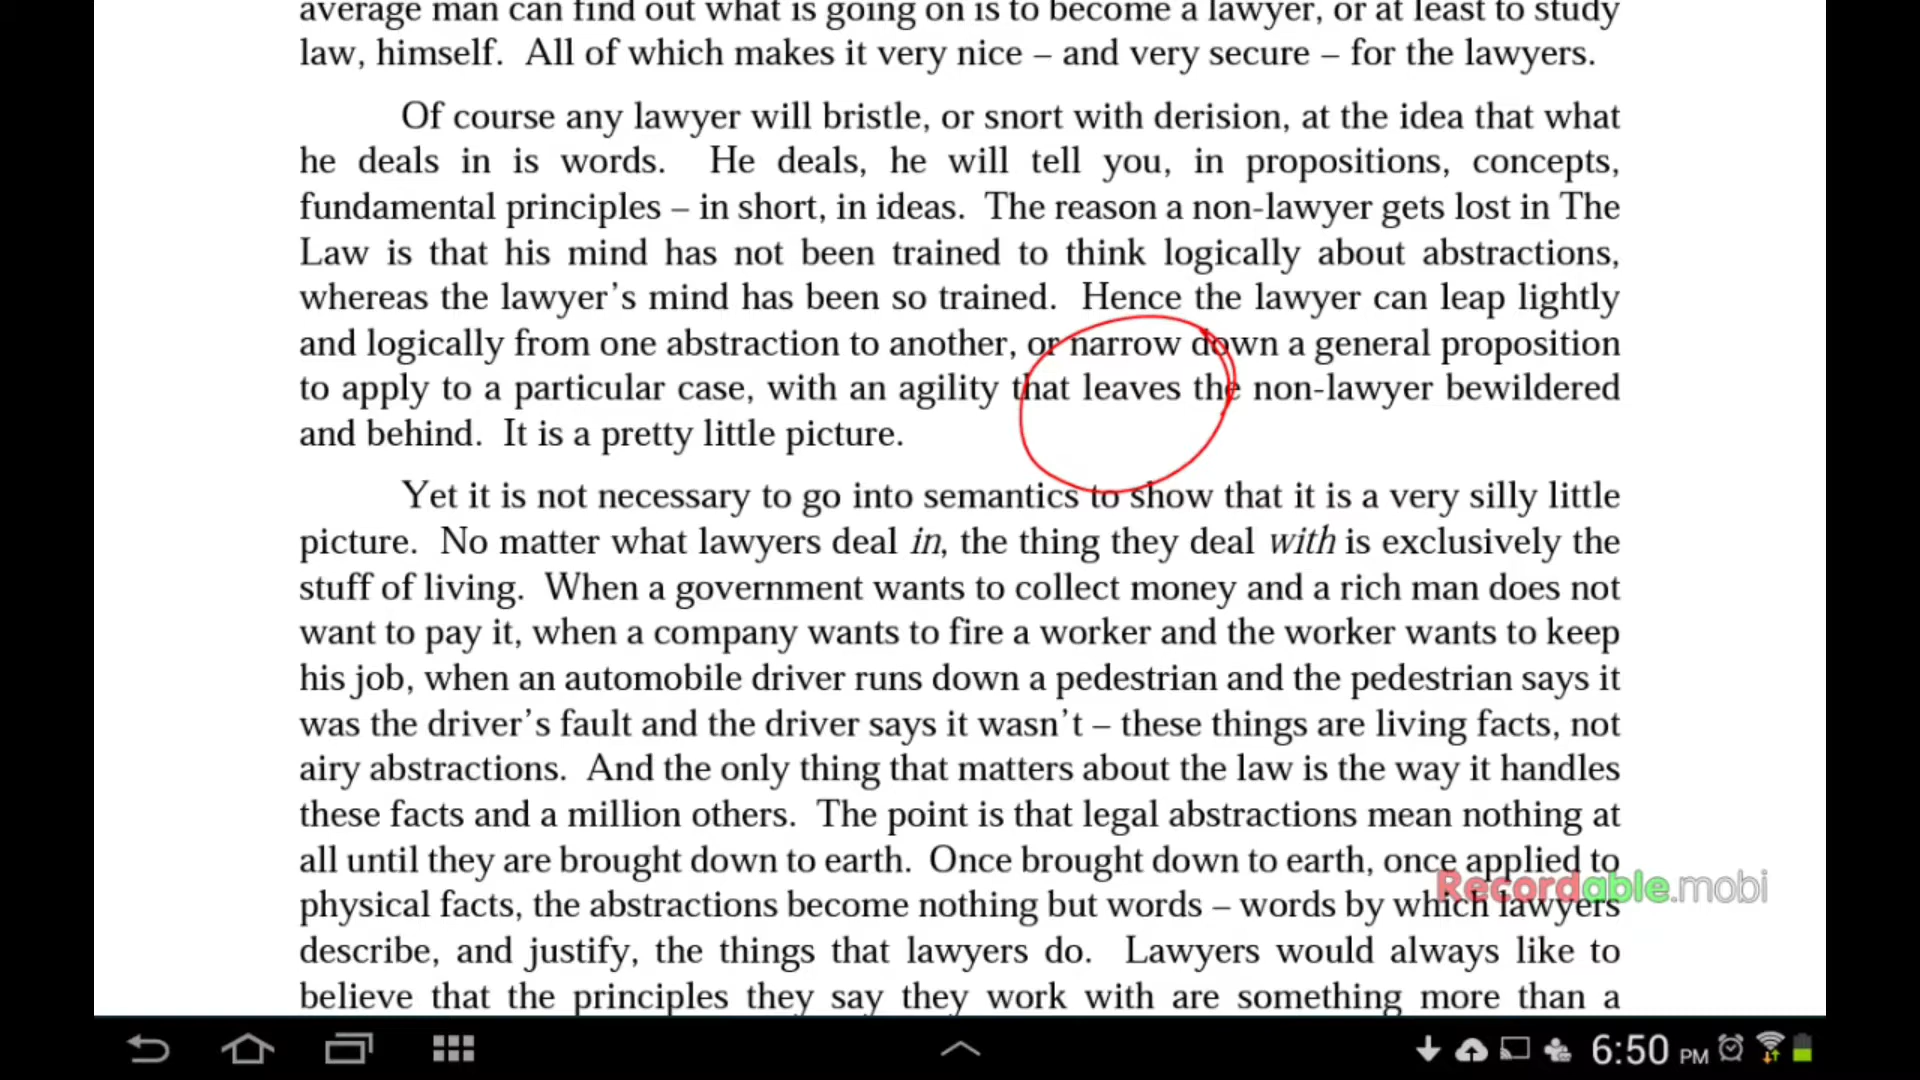 average man can find out what is going on is to become a lawyer, or at least to study
law, himself. All of which makes it very nice – and very secure – for the lawyers.
Of course any lawyer will bristle, or snort with derision, at the idea that what
he deals in is words. He deals, he will tell you, in propositions, concepts,
fundamental principles – in short, in ideas. The reason a non-lawyer gets lost in The
Law is that his mind has not been trained to think logically about abstractions,
whereas the lawyer’s mind has been so trained. Hence the lawyer can leap lightly
and logically from one abstraction to another, or narrow down a general proposition
to apply to a particular case, with an agility that leaves the non-lawyer bewildered
and behind. It is a pretty little picture.
Yet it is not necessary to go into semantics to show that it is a very silly little
picture. No matter what lawyers deal in, the thing they deal with is exclusively the
stuff of living. When a government wants to collect money and a rich man does not
want to pay it, when a company wants to fire a worker and the worker wants to keep
his job, when an automobile driver runs down a pedestrian and the pedestrian says it
was the driver’s fault and the driver says it wasn’t – these things are living facts, not
airy abstractions. And the only thing that matters about the law is the way it handles
these facts and a million others. The point is that legal abstractions mean nothing at
all until they are brought down to earth. Once brought down to earth, once applied to
physical facts, the abstractions become nothing but words – words by which lawyers
describe, and justify, the things that lawyers do. Lawyers would always like to
believe that the principles they say they work with are something more than a
Recordable.mobi
6:50 PM